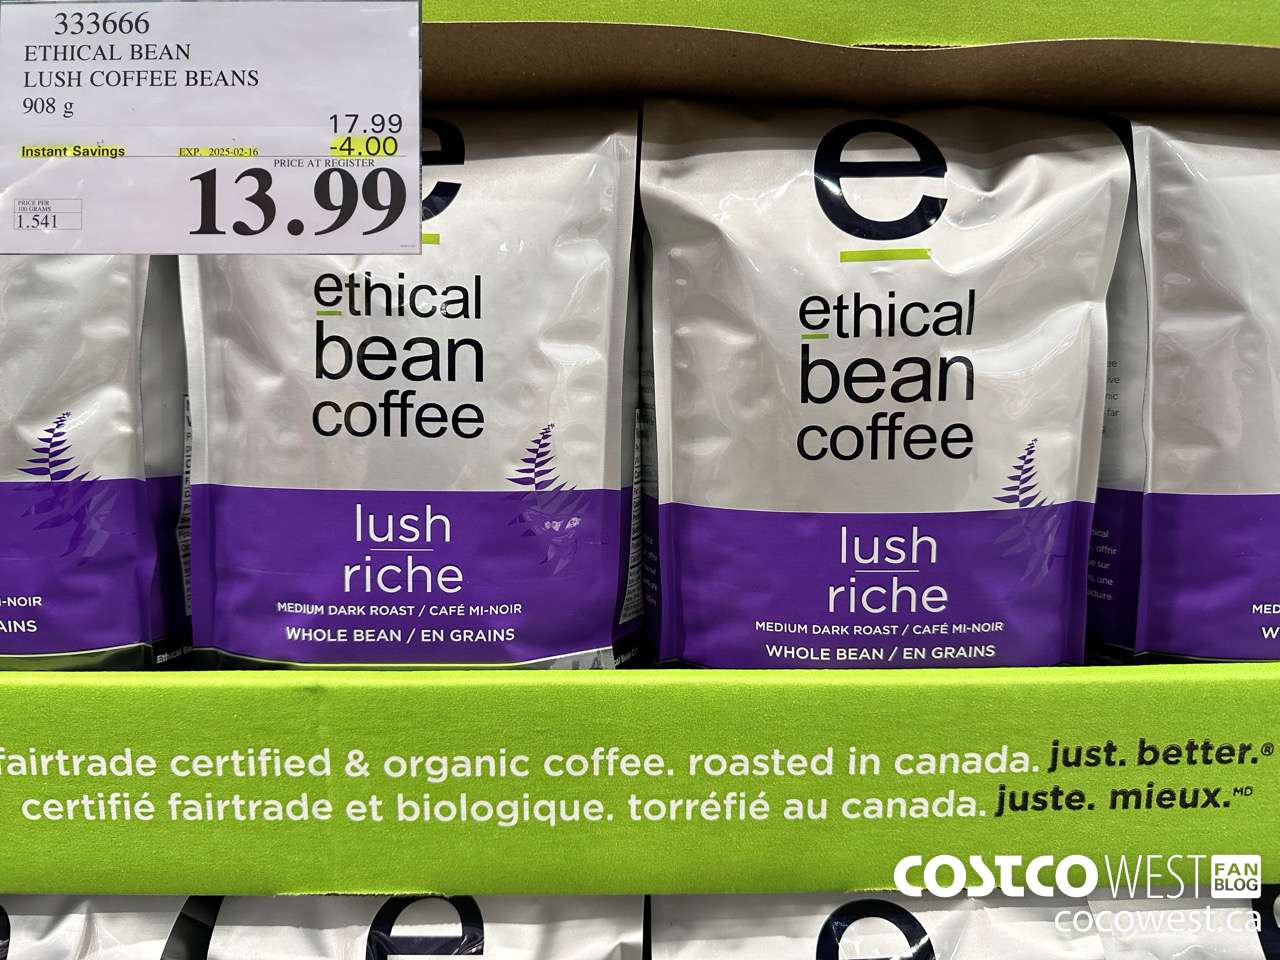 333666
ETHICAL BEAN
LUSH COFFEE BEANS
908 g
17.99
Instant Savings EXP. 2025-02-16 -4.00
PRICE AT REGISTER
13.99
PRICE PER
100 GRAMS
1.541
e
ethical
bean
coffee
lush
riche
MEDIUM DARK ROAST / CAFÉ MI-NOIR
WHOLE BEAN / EN GRAINS
e
ethical
bean
coffee
lush
riche
MEDIUM DARK ROAST / CAFÉ MI-NOIR
WHOLE BEAN / EN GRAINS
I-NOIR
AINS
MED
W
fairtrade certified & organic coffee. roasted in canada. just. better.®
certifié fairtrade et biologique. torréfié au canada. juste. mieux.MD
COSTCO WEST FAN BLOG
cocowest.ca
e
e